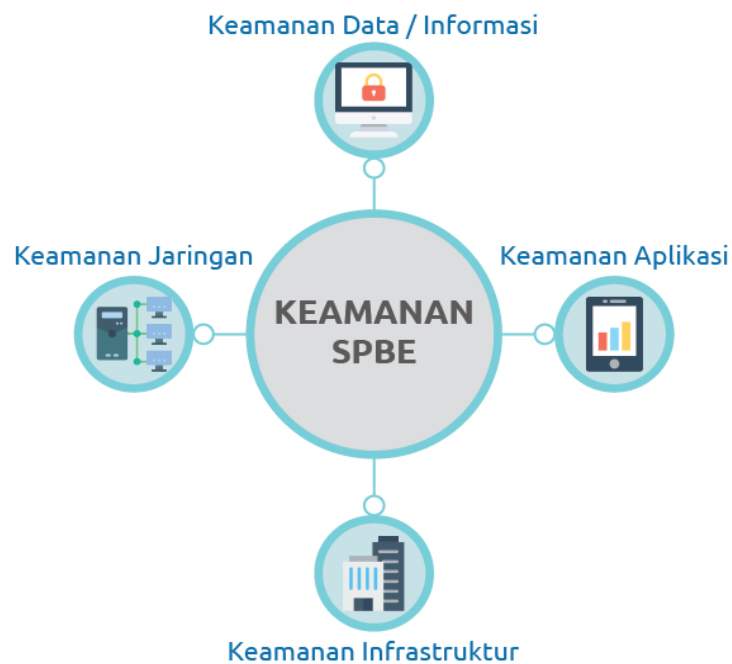 Keamanan Data / Informasi
Keamanan Jaringan
Keamanan Aplikasi
KEAMANAN
SPBE
Keamanan Infrastruktur